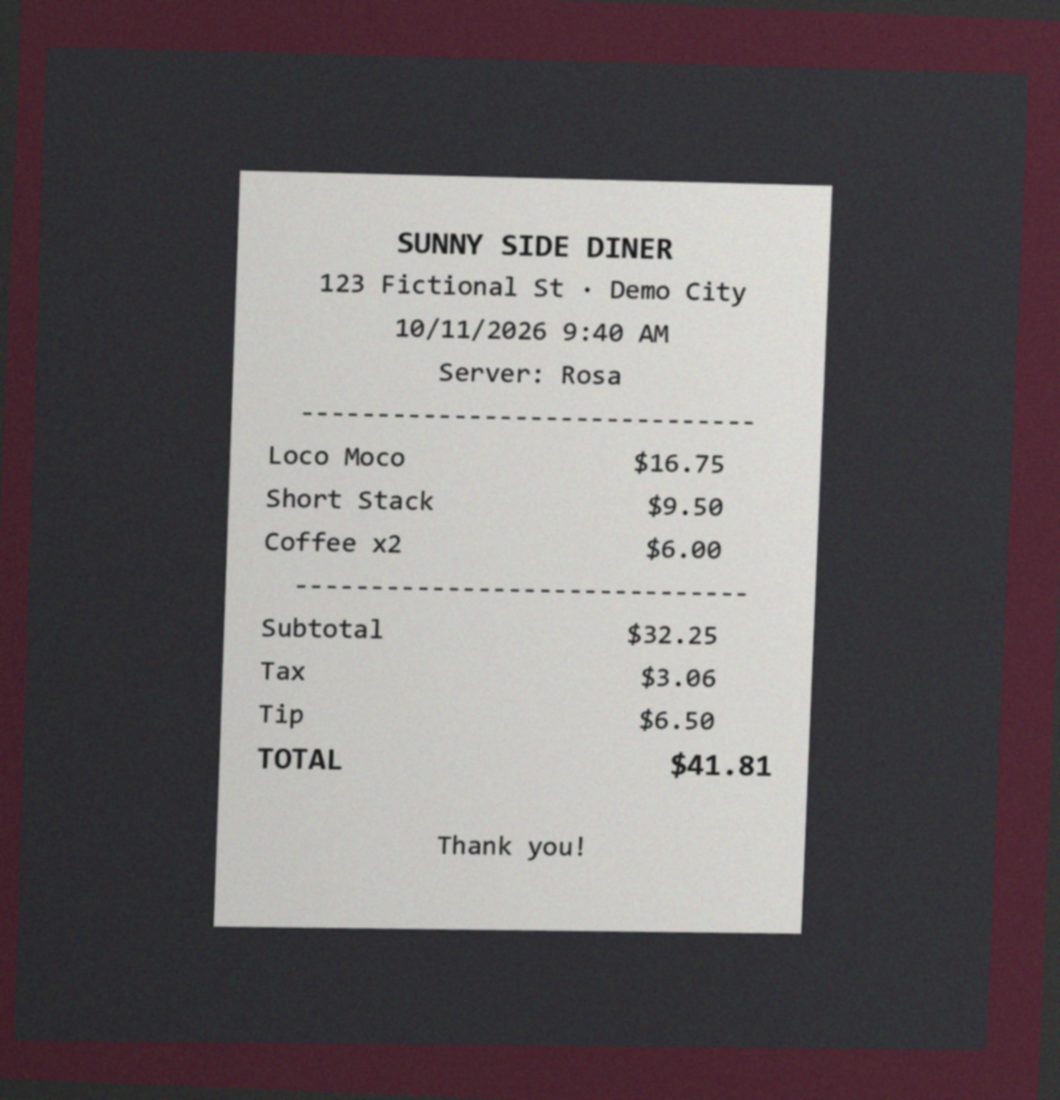 SUNNY SIDE DINER
123 Fictional St · Demo City
10/11/2026 9:40 AM
Server: Rosa
------------------------------
Loco Moco $16.75
Short Stack $9.50
Coffee x2 $6.00
------------------------------
Subtotal $32.25
Tax $3.06
Tip $6.50
TOTAL $41.81
Thank you!